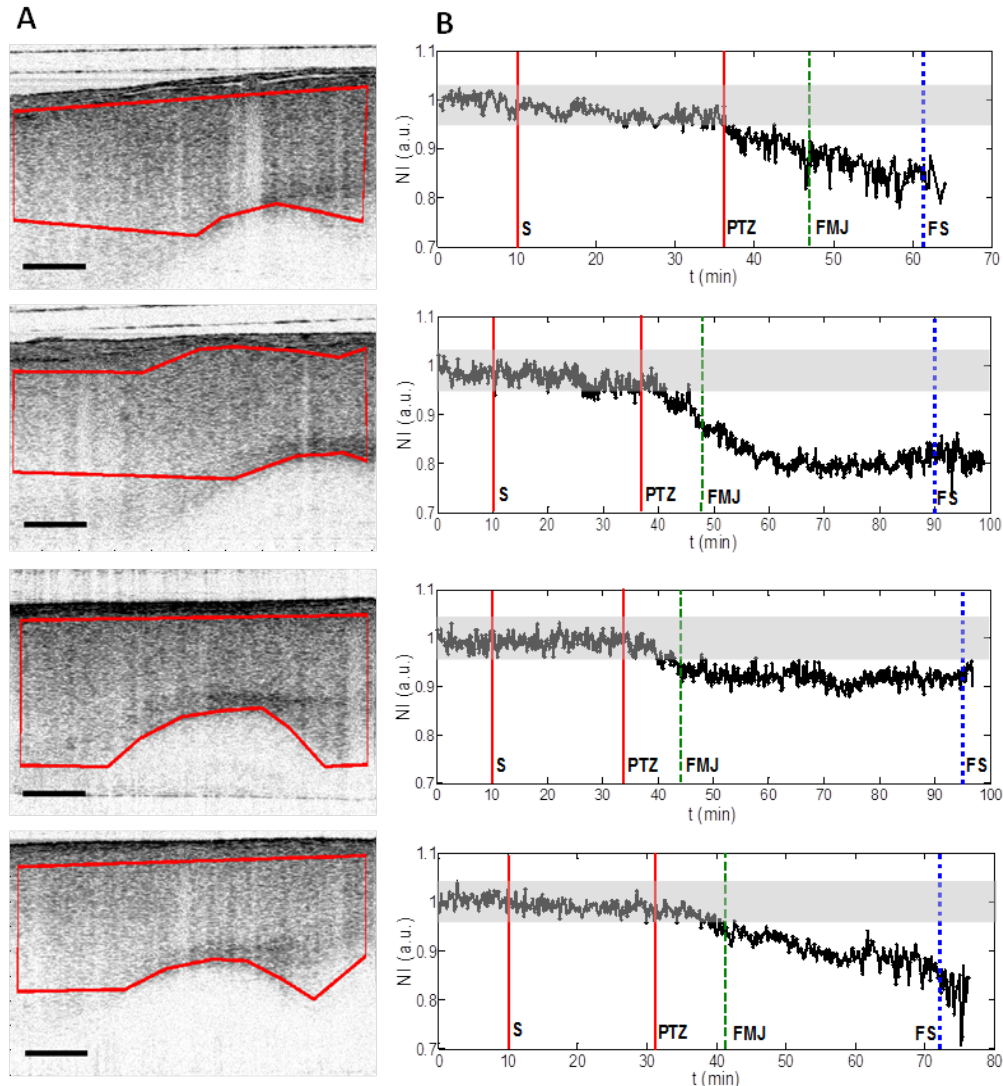 A
B
1.1
1
0.9
0.8
0.7
NI (a.u.)
S
PTZ
FMJ
FS
0 10 20 30 40 50 60 70
t (min)
1.1
1
0.9
0.8
0.7
NI (a.u.)
S
PTZ
FMJ
FS
0 10 20 30 40 50 60 70 80 90 100
t (min)
1.1
1
0.9
0.8
0.7
NI (a.u.)
S
PTZ
FMJ
FS
0 10 20 30 40 50 60 70 80 90 100
t (min)
1.1
1
0.9
0.8
0.7
NI (a.u.)
S
PTZ
FMJ
FS
0 10 20 30 40 50 60 70 80
t (min)